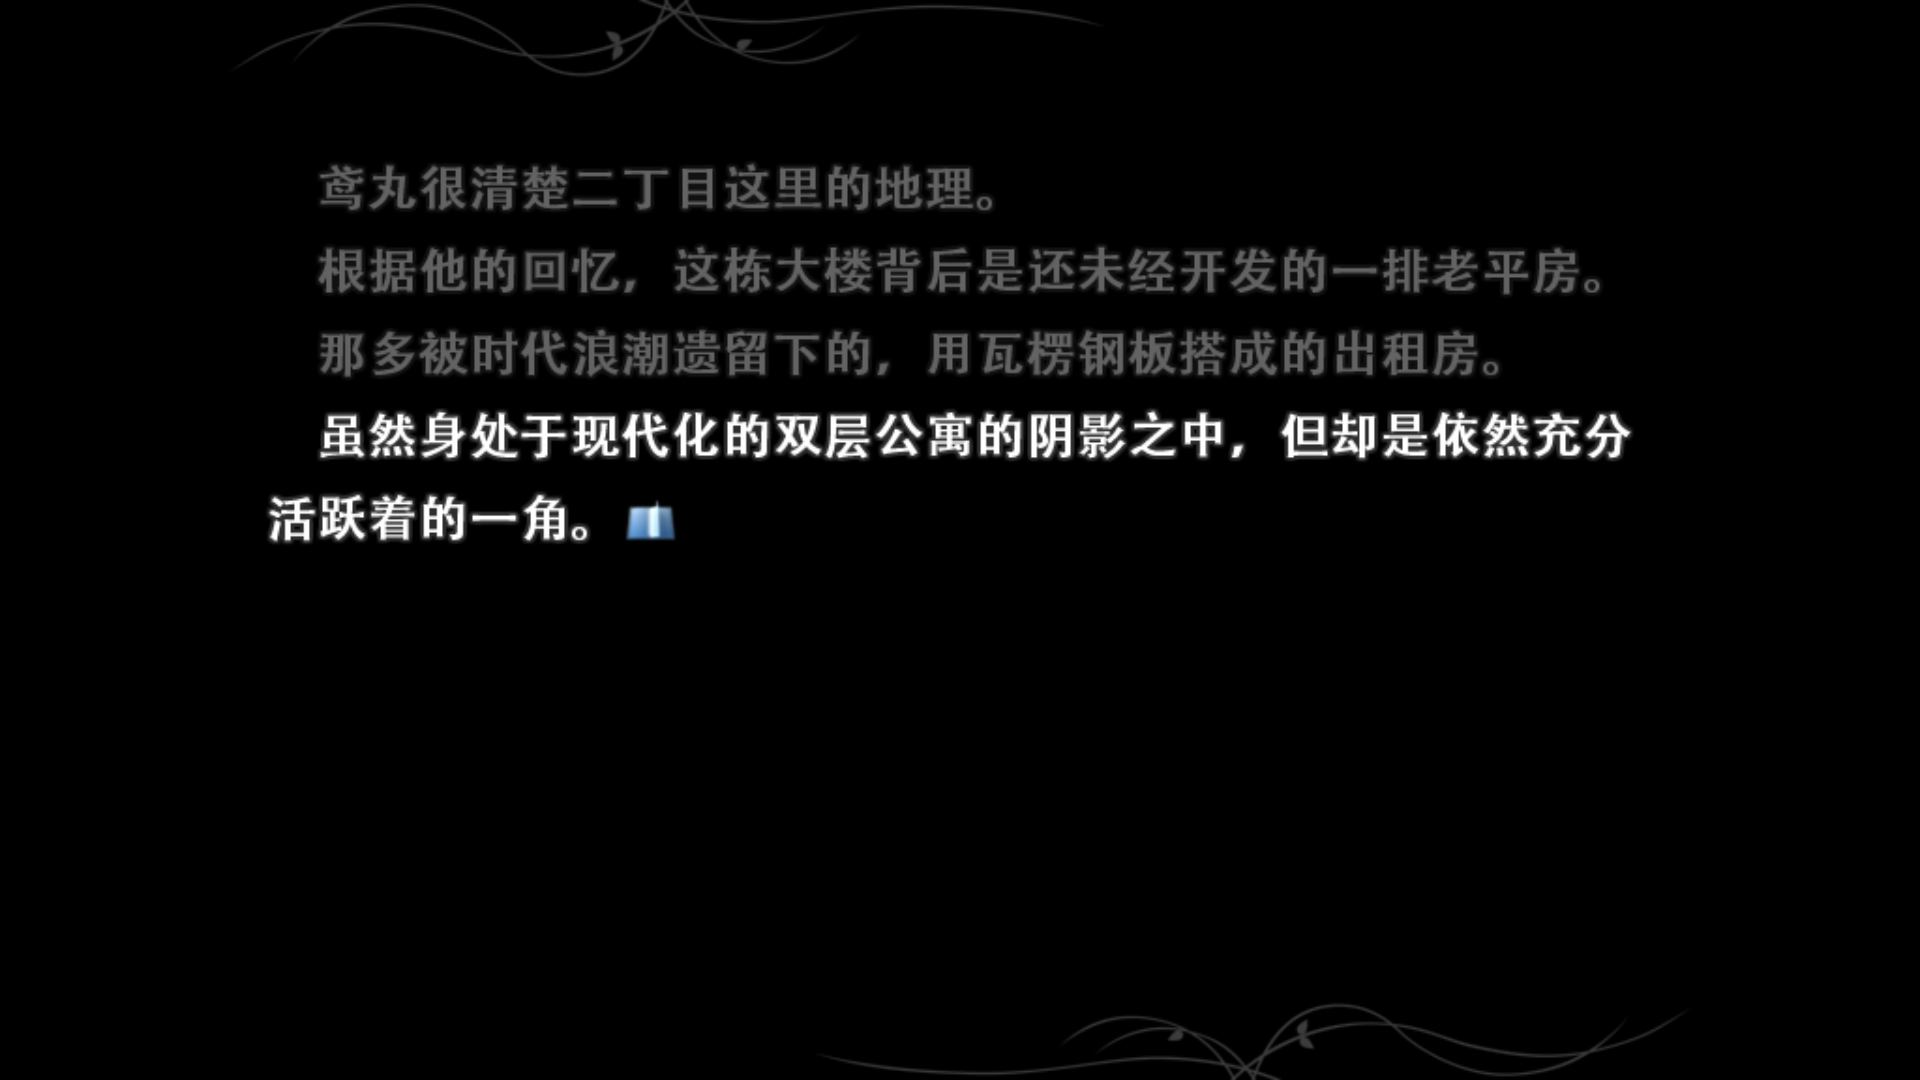 鸢丸很清楚二丁目这里的地理。
根据他的回忆，这栋大楼背后是还未经开发的一排老平房。
那多被时代浪潮遗留下的，用瓦楞钢板搭成的出租房。
虽然身处于现代化的双层公寓的阴影之中，但却是依然充分
活跃着的一角。